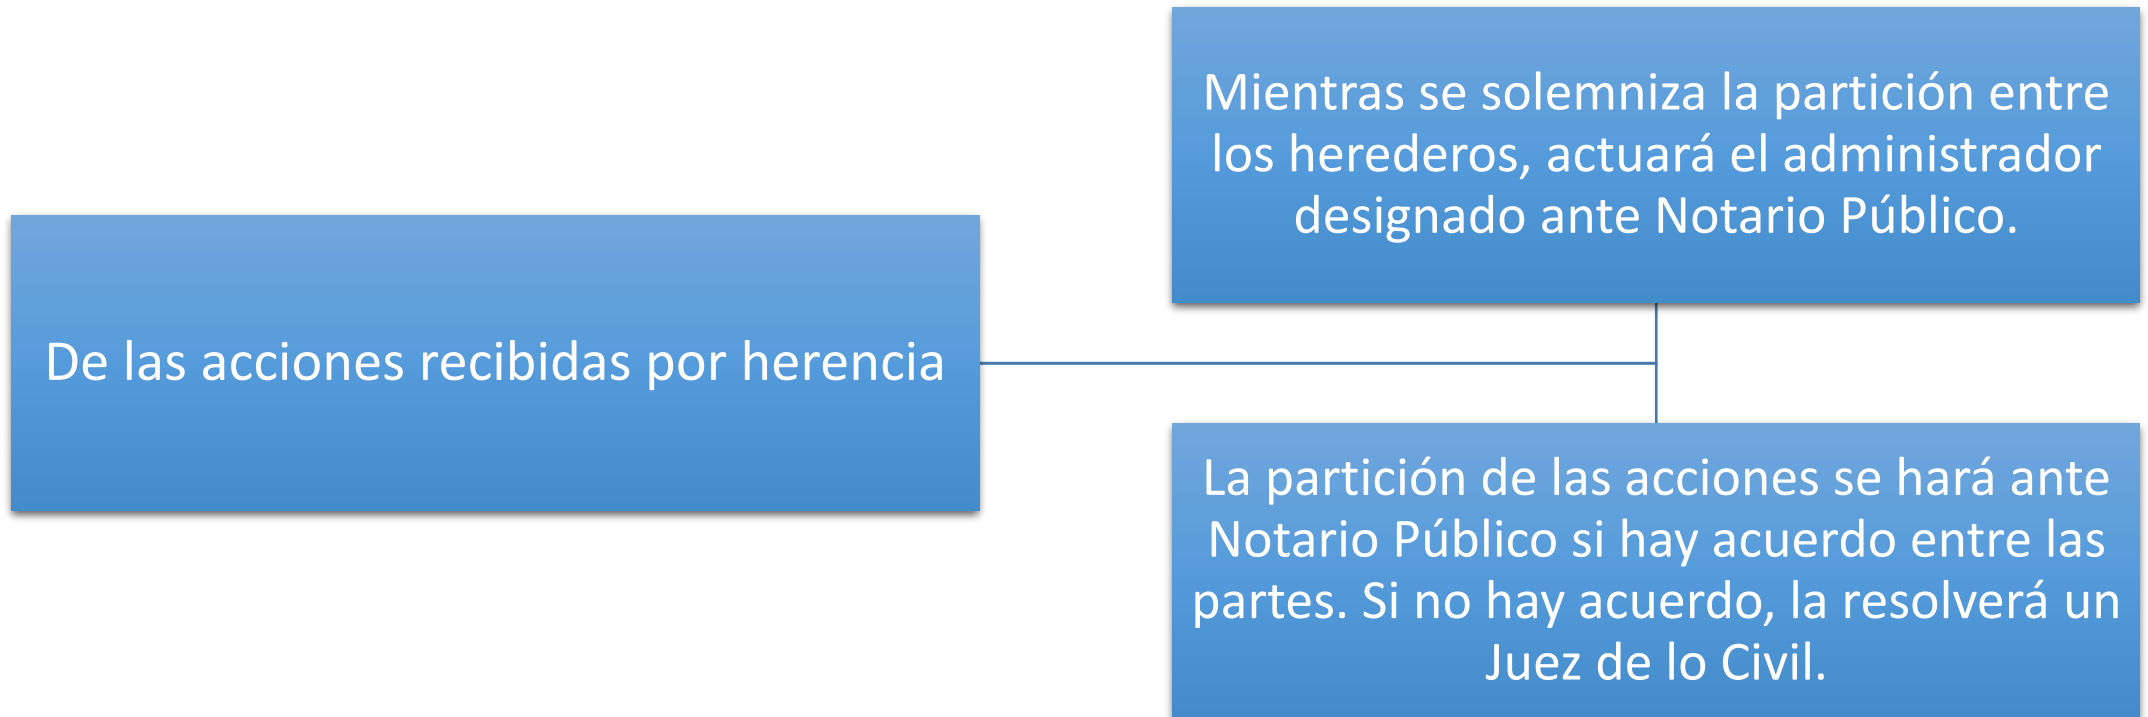 De las acciones recibidas por herencia
Mientras se solemniza la partición entre
los herederos, actuará el administrador
designado ante Notario Público.
La partición de las acciones se hará ante
Notario Público si hay acuerdo entre las
partes. Si no hay acuerdo, la resolverá un
Juez de lo Civil.